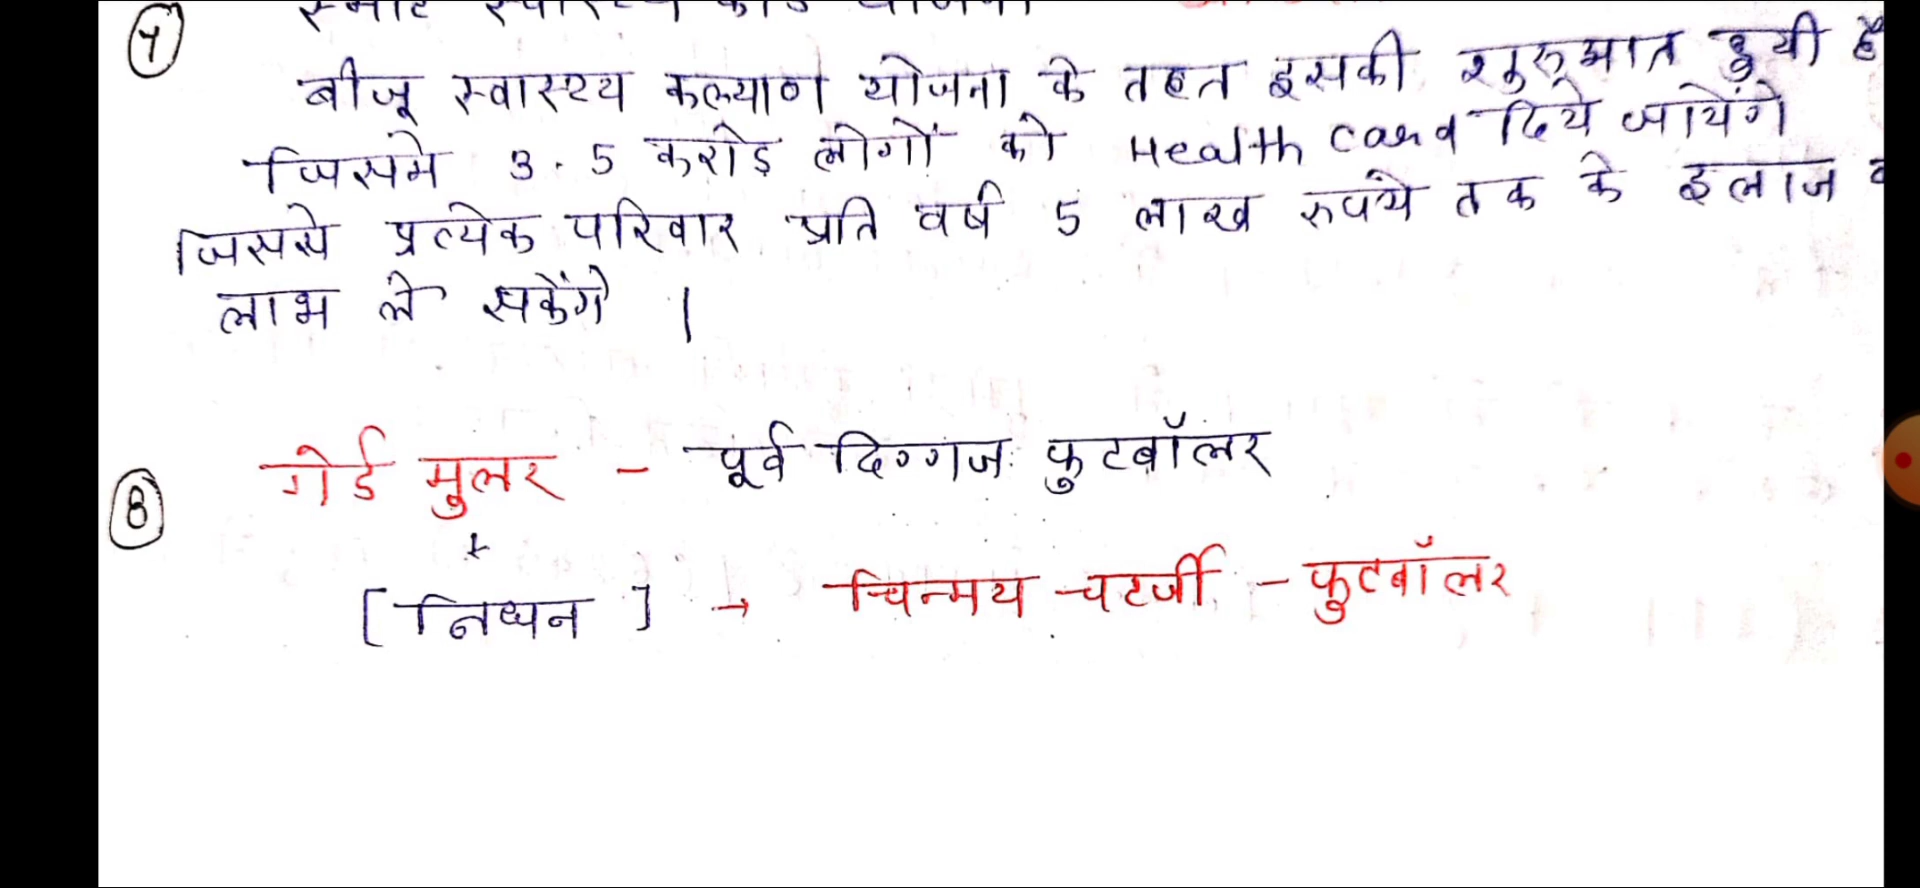 7 स्मार्ट स्वास्थ्य कार्ड योजना
बीजू स्वास्थ्य कल्याण योजना के तहत इसकी शुरूआत हुयी है
जिसमे 3.5 करोड़ लोगों को Health card दिये जायेंगे
जिससे प्रत्येक परिवार प्रति वर्ष 5 लाख रुपये तक के इलाज
लाभ ले सकेंगे ।
8 गेर्ड मुलर - पूर्व दिग्गज फुटबॉलर
+
[निधन] → चिन्मय चटर्जी - फुटबॉलर